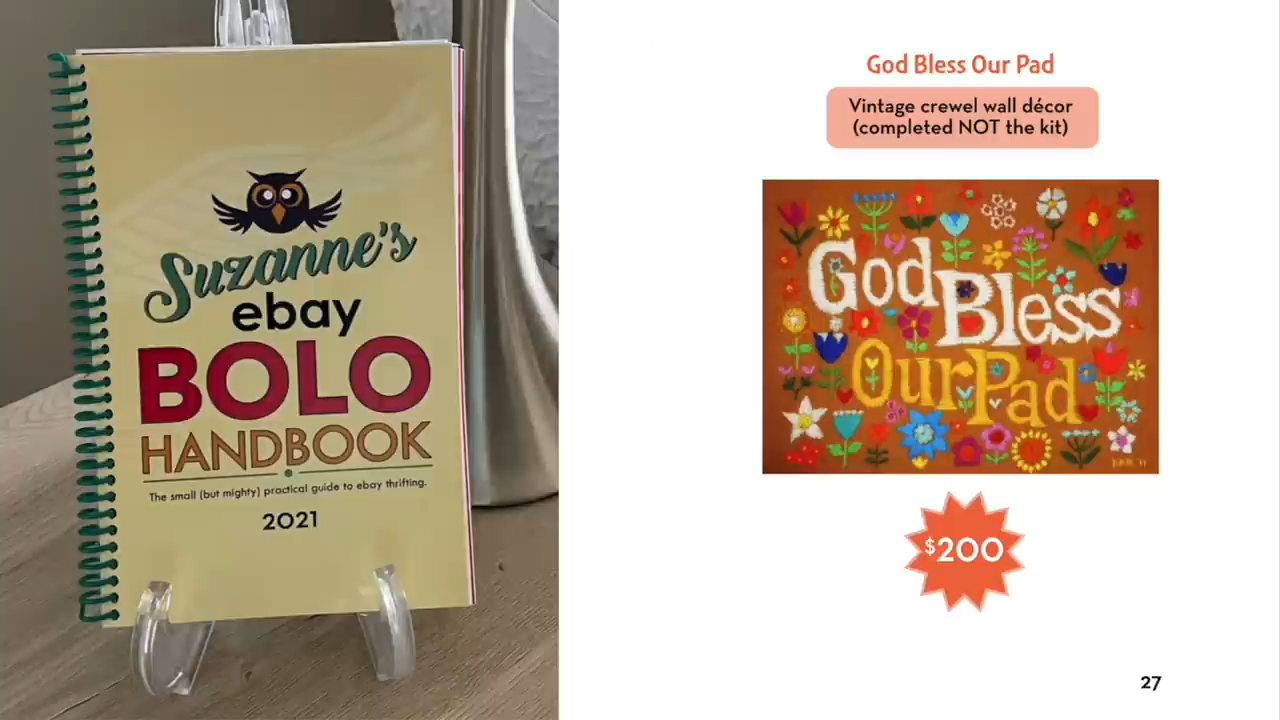 Suzanne's
ebay
BOLO
HANDBOOK
The small (but mighty) practical guide to ebay thrifting.
2021
God Bless Our Pad
Vintage crewel wall décor
(completed NOT the kit)
God Bless
Our Pad
$200
27